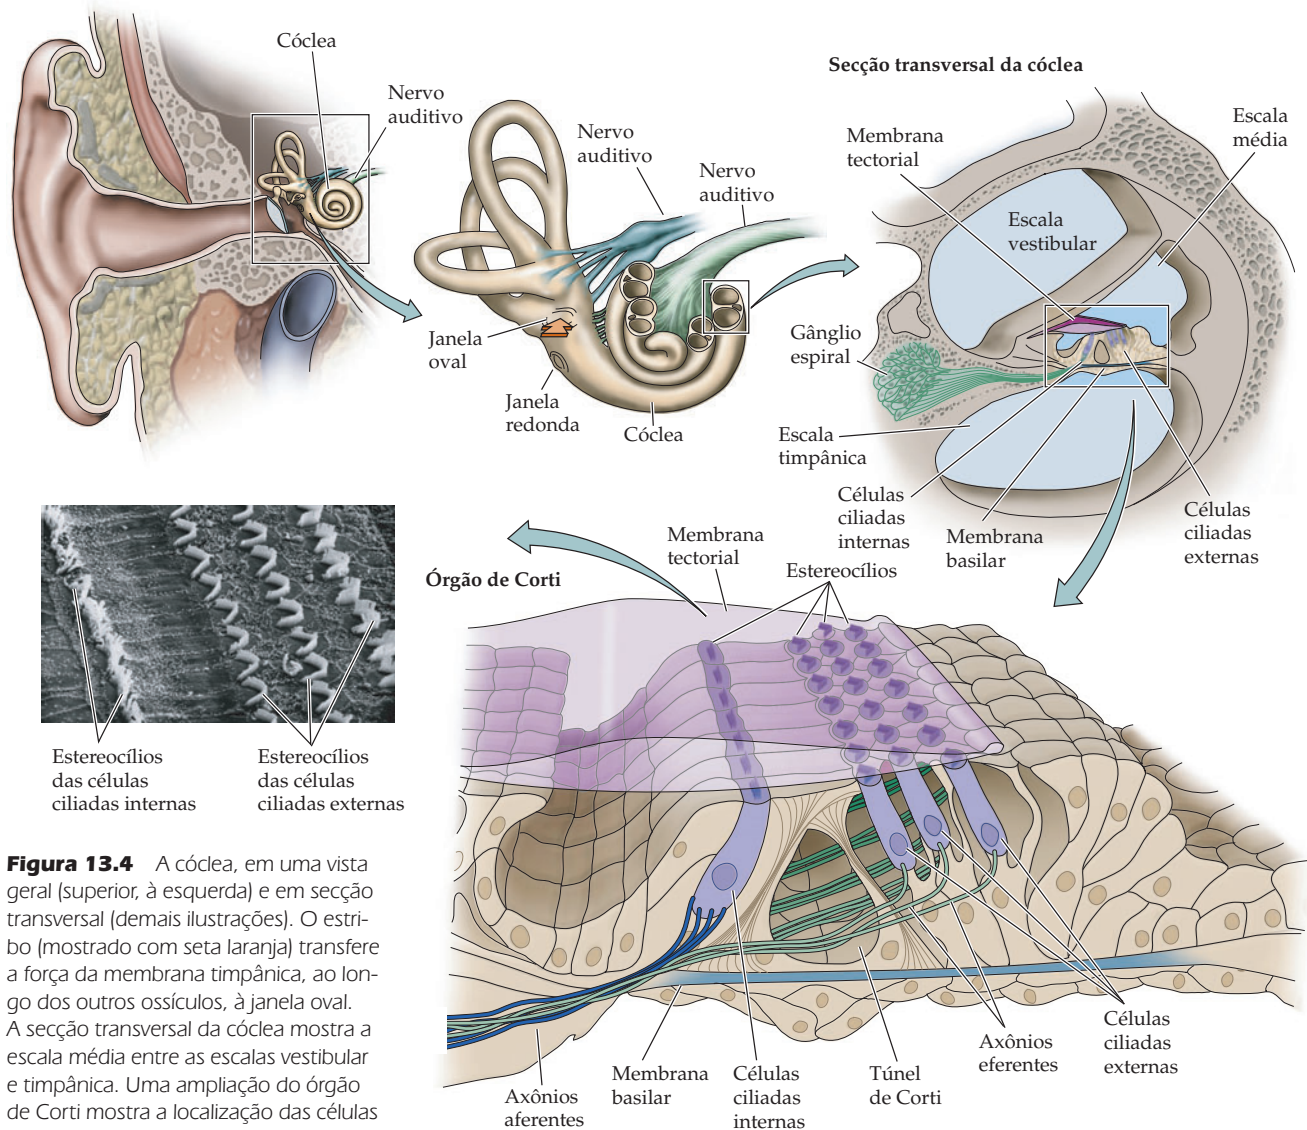 Cóclea
Nervo
auditivo
Nervo
auditivo
Nervo
auditivo
Janela
oval
Janela
redonda
Cóclea
Secção transversal da cóclea
Membrana
tectorial
Escala
média
Escala
vestibular
Gânglio
espiral
Escala
timpânica
Células
ciliadas
internas
Membrana
basilar
Células
ciliadas
externas
Estereocílios
das células
ciliadas internas
Estereocílios
das células
ciliadas externas
Órgão de Corti
Membrana
tectorial
Estereocílios
Axônios
aferentes
Membrana
basilar
Células
ciliadas
internas
Túnel
de Corti
Axônios
eferentes
Células
ciliadas
externas
Figura 13.4 A cóclea, em uma vista
geral (superior, à esquerda) e em secção
transversal (demais ilustrações). O estri-
bo (mostrado com seta laranja) transfere
a força da membrana timpânica, ao lon-
go dos outros ossículos, à janela oval.
A secção transversal da cóclea mostra a
escala média entre as escalas vestibular
e timpânica. Uma ampliação do órgão
de Corti mostra a localização das células